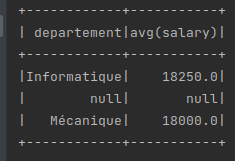 +------------+-----------+
| departement|avg(salary)|
+------------+-----------+
|Informatique|    18250.0|
|        null|       null|
|   Mécanique|    18000.0|
+------------+-----------+